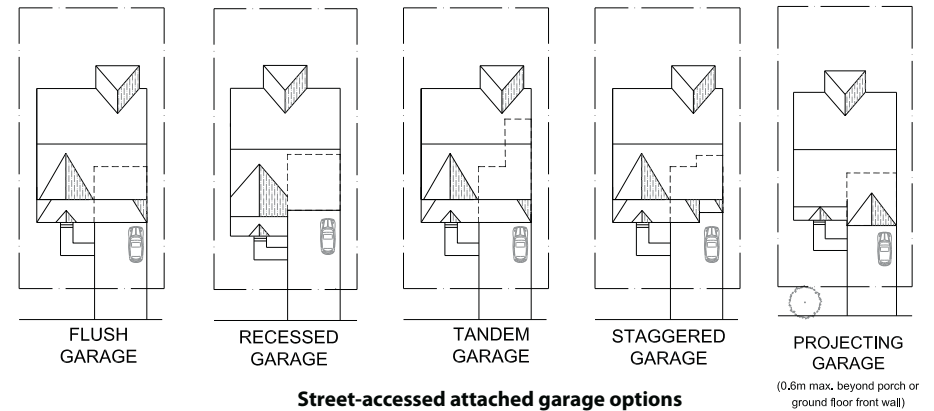 FLUSH
GARAGE
RECESSED
GARAGE
TANDEM
GARAGE
STAGGERED
GARAGE
PROJECTING
GARAGE
(0.6m max. beyond porch or
ground floor front wall)
Street-accessed attached garage options